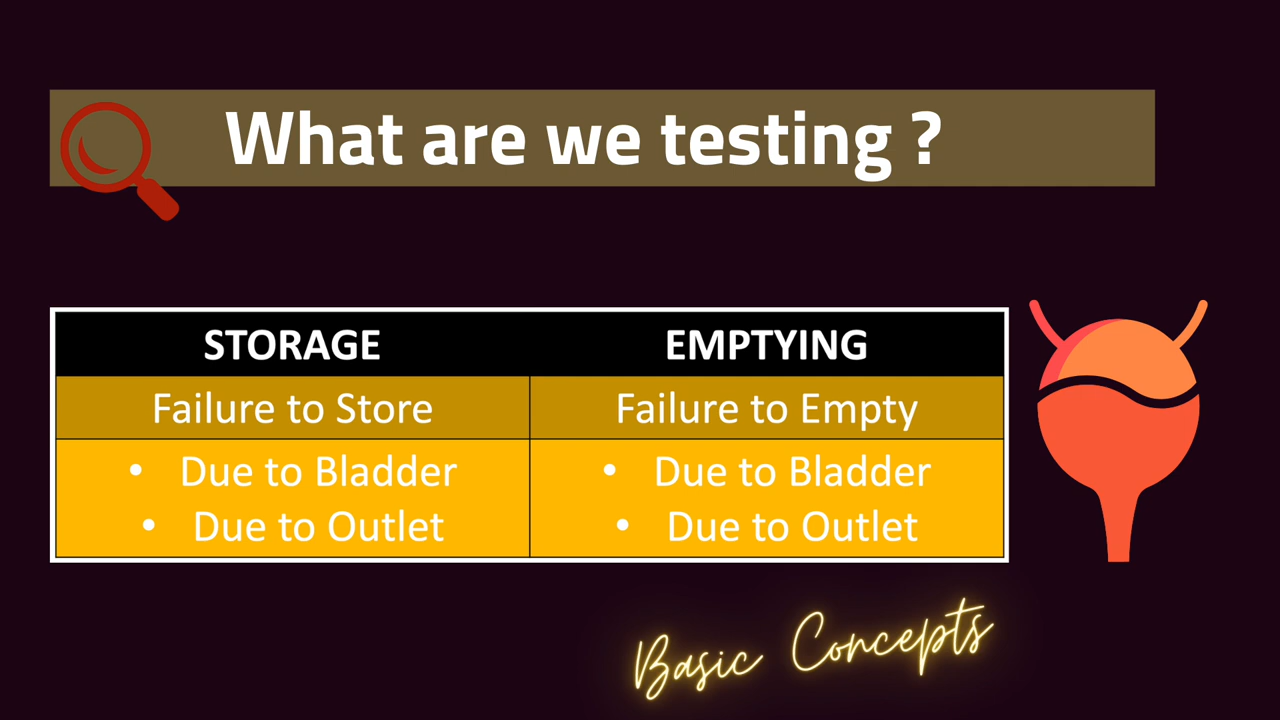 What are we testing ?
STORAGE EMPTYING
Failure to Store Failure to Empty
• Due to Bladder • Due to Bladder
• Due to Outlet • Due to Outlet
Basic Concepts